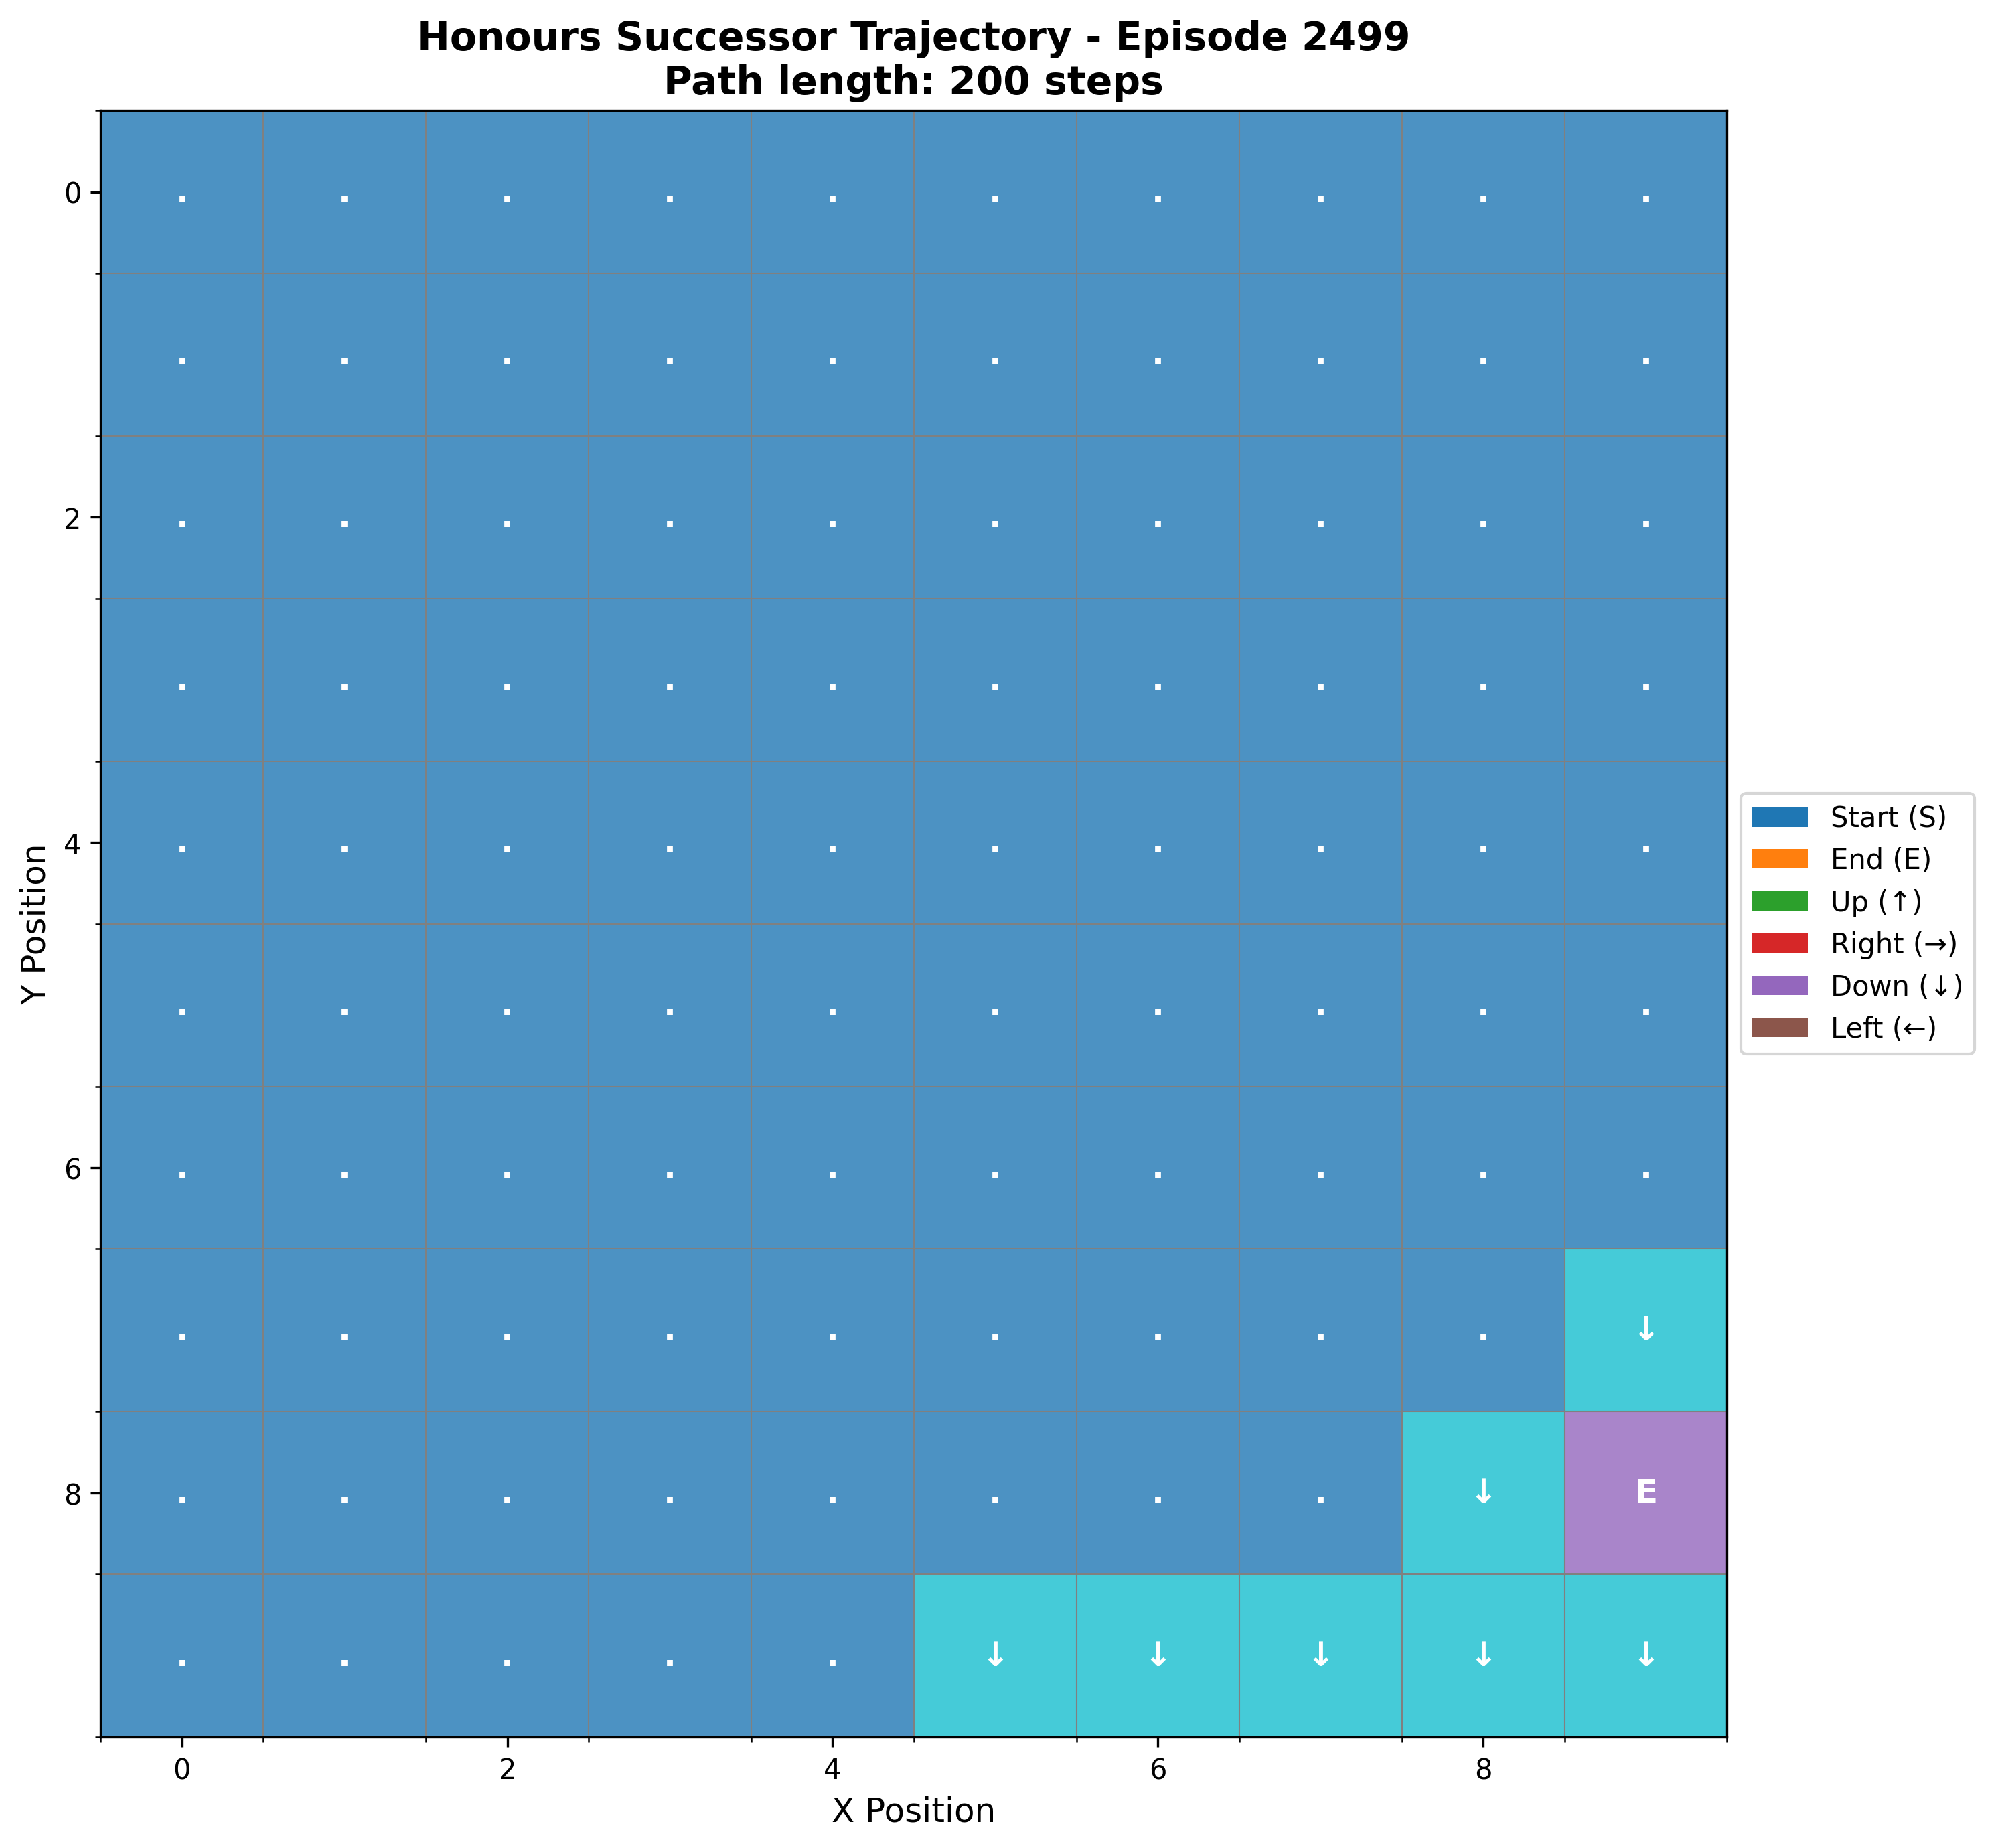 Honours Successor Trajectory - Episode 2499
Path length: 200 steps
0
2
4
6
8
Y Position
. . . . . . . . . .
. . . . . . . . . .
. . . . . . . . . .
. . . . . . . . . .
. . . . . . . . . .
. . . . . . . . . .
. . . . . . . . . .
. . . . . . . . . ↓
. . . . . . . . ↓ E
. . . . . ↓ ↓ ↓ ↓ ↓
0 2 4 6 8
X Position
Start (S)
End (E)
Up (↑)
Right (→)
Down (↓)
Left (←)